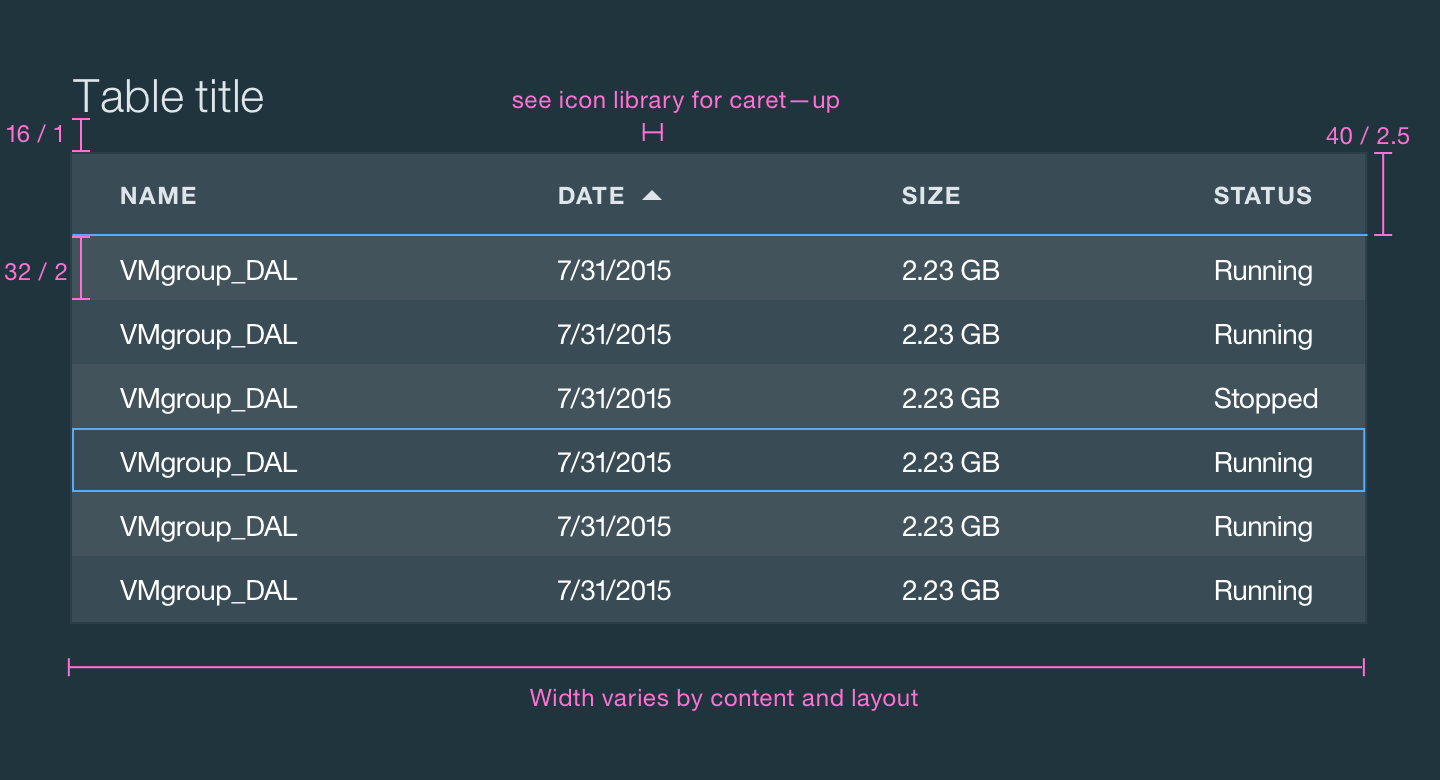 Table title
see icon library for caret—up
16 / 1
40 / 2.5
NAME DATE SIZE STATUS
32 / 2
VMgroup_DAL 7/31/2015 2.23 GB Running
VMgroup_DAL 7/31/2015 2.23 GB Running
VMgroup_DAL 7/31/2015 2.23 GB Stopped
VMgroup_DAL 7/31/2015 2.23 GB Running
VMgroup_DAL 7/31/2015 2.23 GB Running
VMgroup_DAL 7/31/2015 2.23 GB Running
Width varies by content and layout